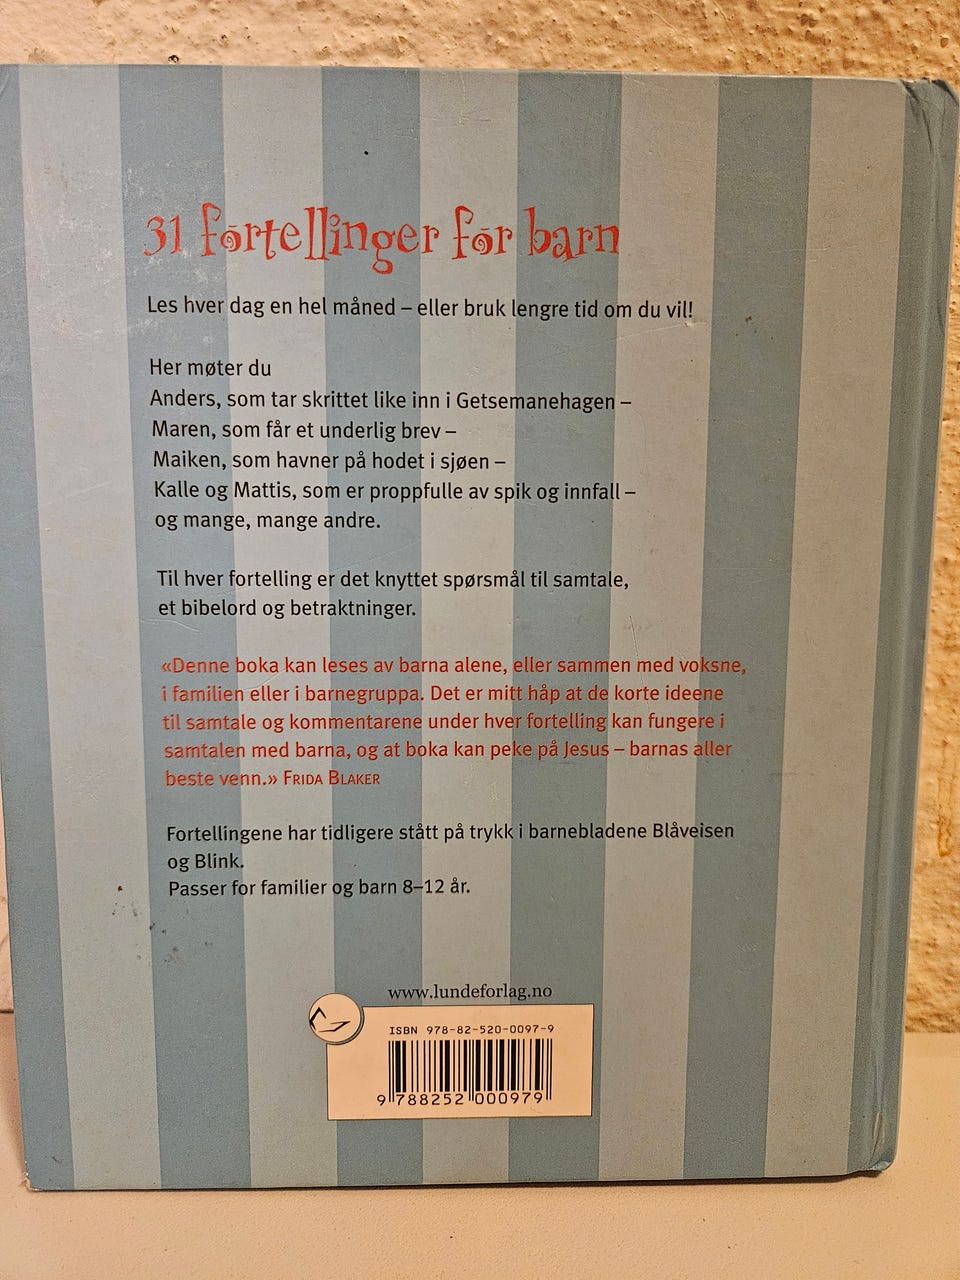 31 fortellinger for barn
Les hver dag en hel måned – eller bruk lengre tid om du vil!
Her møter du
Anders, som tar skrittet like inn i Getsemanehagen –
Maren, som får et underlig brev –
Maiken, som havner på hodet i sjøen –
Kalle og Mattis, som er proppfulle av spik og innfall –
og mange, mange andre.
Til hver fortelling er det knyttet spørsmål til samtale,
et bibelord og betraktninger.
«Denne boka kan leses av barna alene, eller sammen med voksne,
i familien eller i barnegruppa. Det er mitt håp at de korte ideene
til samtale og kommentarene under hver fortelling kan fungere i
samtalen med barna, og at boka kan peke på Jesus – barnas aller
beste venn.» FRIDA BLAKER
Fortellingene har tidligere stått på trykk i barnebladene Blåveisen
og Blink.
Passer for familier og barn 8–12 år.
www.lundeforlag.no
ISBN 978-82-520-0097-9
9 788252 000979